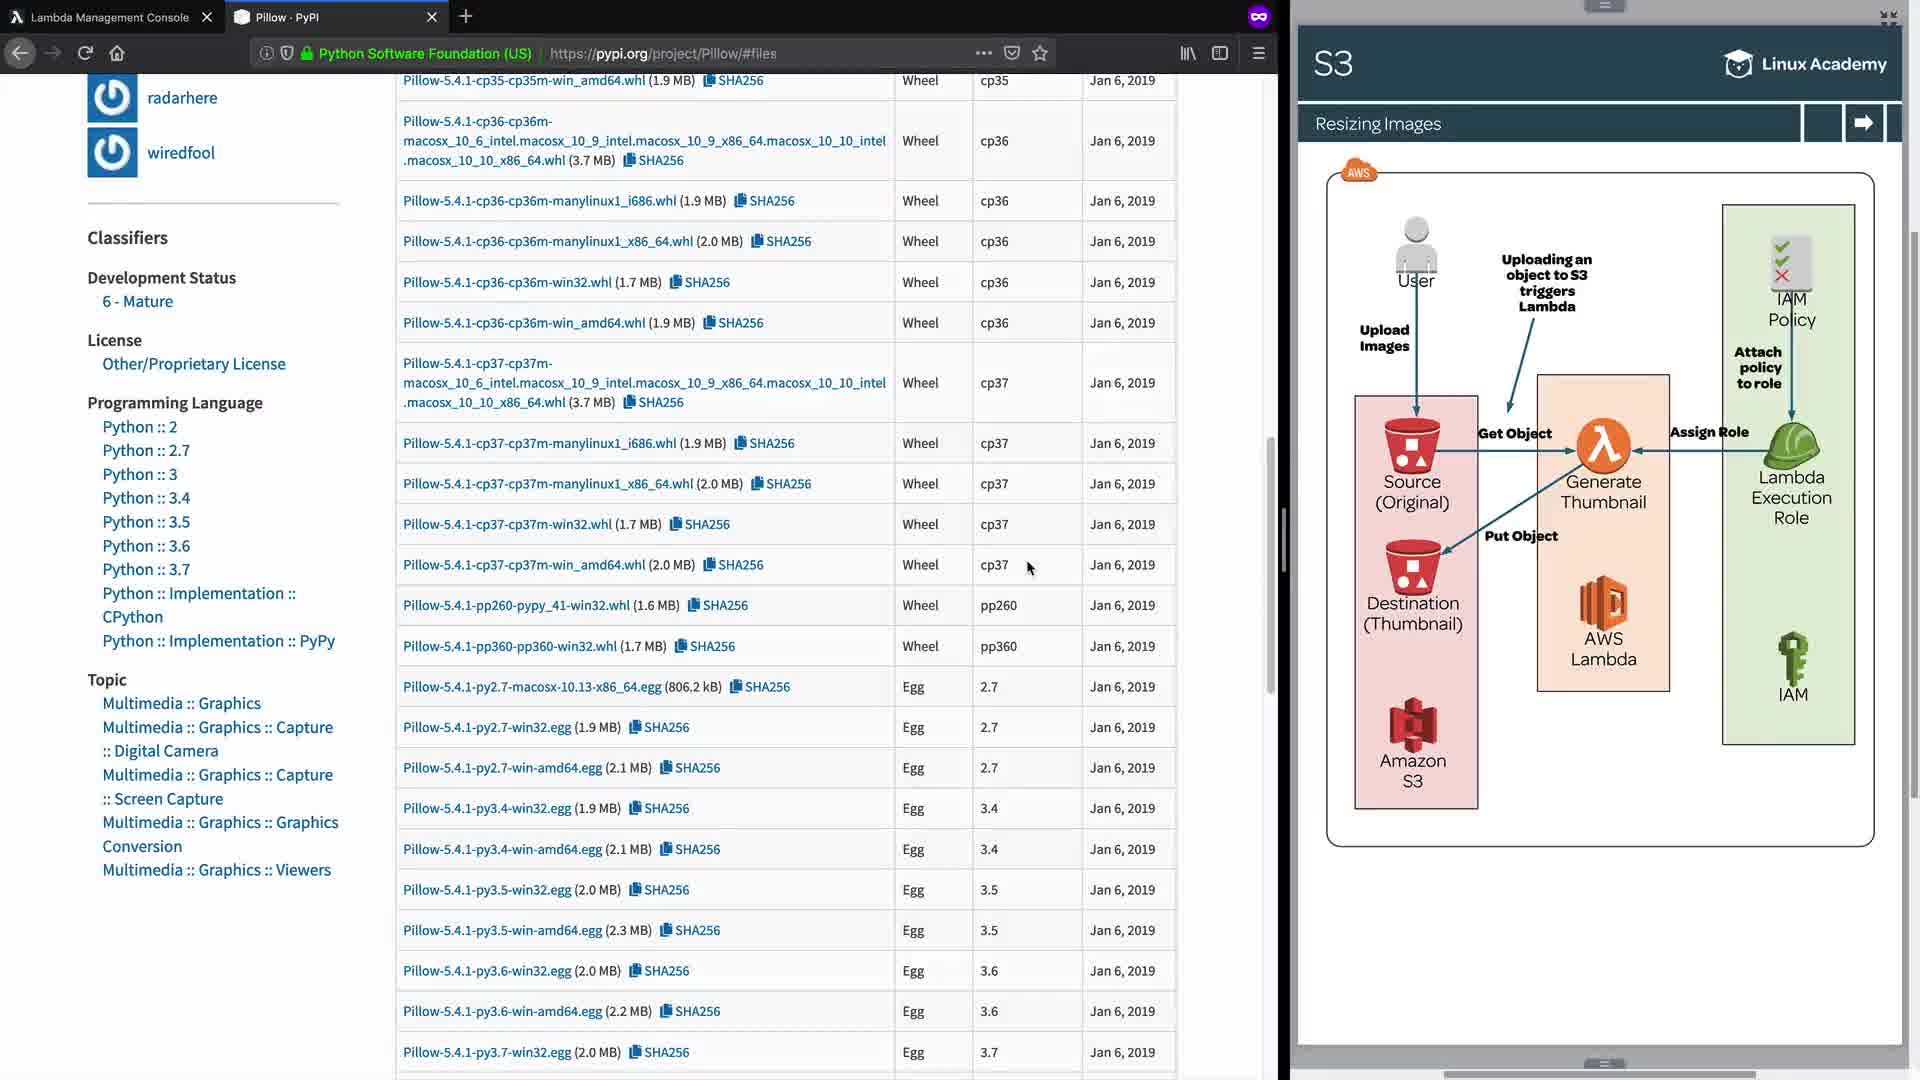 Lambda Management Console
Pillow · PyPI
Python Software Foundation (US)
https://pypi.org/project/Pillow/#files
radarhere
wiredfool
Classifiers
Development Status
6 - Mature
License
Other/Proprietary License
Programming Language
Python :: 2
Python :: 2.7
Python :: 3
Python :: 3.4
Python :: 3.5
Python :: 3.6
Python :: 3.7
Python :: Implementation ::
CPython
Python :: Implementation :: PyPy
Topic
Multimedia :: Graphics
Multimedia :: Graphics :: Capture
:: Digital Camera
Multimedia :: Graphics :: Capture
:: Screen Capture
Multimedia :: Graphics :: Graphics
Conversion
Multimedia :: Graphics :: Viewers
Pillow-5.4.1-cp35-cp35m-win_amd64.whl (1.9 MB) SHA256 Wheel cp35 Jan 6, 2019
Pillow-5.4.1-cp36-cp36m-
macosx_10_6_intel.macosx_10_9_intel.macosx_10_9_x86_64.macosx_10_10_intel
.macosx_10_10_x86_64.whl (3.7 MB) SHA256 Wheel cp36 Jan 6, 2019
Pillow-5.4.1-cp36-cp36m-manylinux1_i686.whl (1.9 MB) SHA256 Wheel cp36 Jan 6, 2019
Pillow-5.4.1-cp36-cp36m-manylinux1_x86_64.whl (2.0 MB) SHA256 Wheel cp36 Jan 6, 2019
Pillow-5.4.1-cp36-cp36m-win32.whl (1.7 MB) SHA256 Wheel cp36 Jan 6, 2019
Pillow-5.4.1-cp36-cp36m-win_amd64.whl (1.9 MB) SHA256 Wheel cp36 Jan 6, 2019
Pillow-5.4.1-cp37-cp37m-
macosx_10_6_intel.macosx_10_9_intel.macosx_10_9_x86_64.macosx_10_10_intel
.macosx_10_10_x86_64.whl (3.7 MB) SHA256 Wheel cp37 Jan 6, 2019
Pillow-5.4.1-cp37-cp37m-manylinux1_i686.whl (1.9 MB) SHA256 Wheel cp37 Jan 6, 2019
Pillow-5.4.1-cp37-cp37m-manylinux1_x86_64.whl (2.0 MB) SHA256 Wheel cp37 Jan 6, 2019
Pillow-5.4.1-cp37-cp37m-win32.whl (1.7 MB) SHA256 Wheel cp37 Jan 6, 2019
Pillow-5.4.1-cp37-cp37m-win_amd64.whl (2.0 MB) SHA256 Wheel cp37 Jan 6, 2019
Pillow-5.4.1-pp260-pypy_41-win32.whl (1.6 MB) SHA256 Wheel pp260 Jan 6, 2019
Pillow-5.4.1-pp360-pp360-win32.whl (1.7 MB) SHA256 Wheel pp360 Jan 6, 2019
Pillow-5.4.1-py2.7-macosx-10.13-x86_64.egg (806.2 kB) SHA256 Egg 2.7 Jan 6, 2019
Pillow-5.4.1-py2.7-win32.egg (1.9 MB) SHA256 Egg 2.7 Jan 6, 2019
Pillow-5.4.1-py2.7-win-amd64.egg (2.1 MB) SHA256 Egg 2.7 Jan 6, 2019
Pillow-5.4.1-py3.4-win32.egg (1.9 MB) SHA256 Egg 3.4 Jan 6, 2019
Pillow-5.4.1-py3.4-win-amd64.egg (2.1 MB) SHA256 Egg 3.4 Jan 6, 2019
Pillow-5.4.1-py3.5-win32.egg (2.0 MB) SHA256 Egg 3.5 Jan 6, 2019
Pillow-5.4.1-py3.5-win-amd64.egg (2.3 MB) SHA256 Egg 3.5 Jan 6, 2019
Pillow-5.4.1-py3.6-win32.egg (2.0 MB) SHA256 Egg 3.6 Jan 6, 2019
Pillow-5.4.1-py3.6-win-amd64.egg (2.2 MB) SHA256 Egg 3.6 Jan 6, 2019
Pillow-5.4.1-py3.7-win32.egg (2.0 MB) SHA256 Egg 3.7 Jan 6, 2019
S3
Linux Academy
Resizing Images
AWS
User
Upload
Images
Uploading an
object to S3
triggers
Lambda
IAM
Policy
Attach
policy
to role
Get Object
Assign Role
Source
(Original)
Generate
Thumbnail
Lambda
Execution
Role
Put Object
Destination
(Thumbnail)
AWS
Lambda
IAM
Amazon
S3